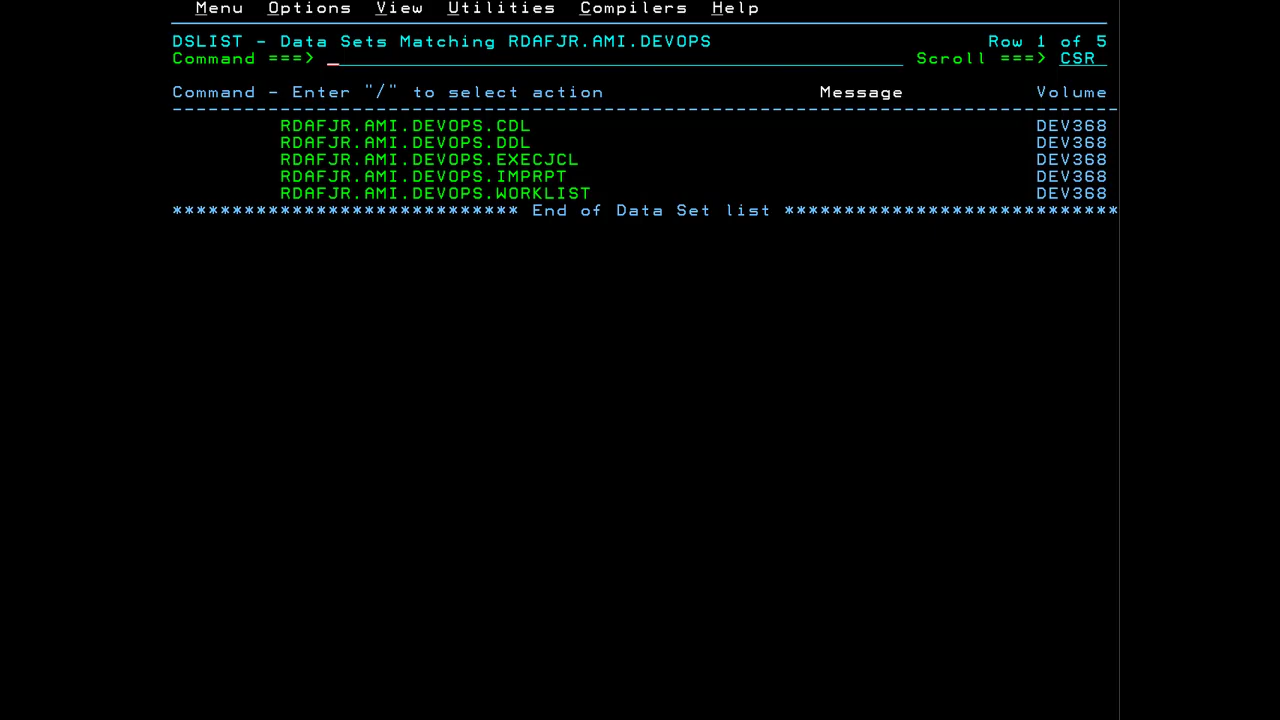 Menu Options View Utilities Compilers Help
DSLIST - Data Sets Matching RDAFJR.AMI.DEVOPS Row 1 of 5
Command ===> _ Scroll ===> CSR
Command - Enter "/" to select action Message Volume
-------------------------------------------------------------------------------
RDAFJR.AMI.DEVOPS.CDL DEV368
RDAFJR.AMI.DEVOPS.DDL DEV368
RDAFJR.AMI.DEVOPS.EXECJCL DEV368
RDAFJR.AMI.DEVOPS.IMPRPT DEV368
RDAFJR.AMI.DEVOPS.WORKLIST DEV368
***************************** End of Data Set list ****************************